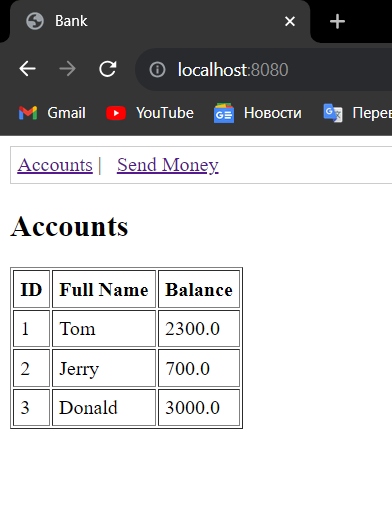 Bank
localhost:8080
Gmail YouTube Новости Перев
Accounts | Send Money
Accounts
ID Full Name Balance
1 Tom 2300.0
2 Jerry 700.0
3 Donald 3000.0